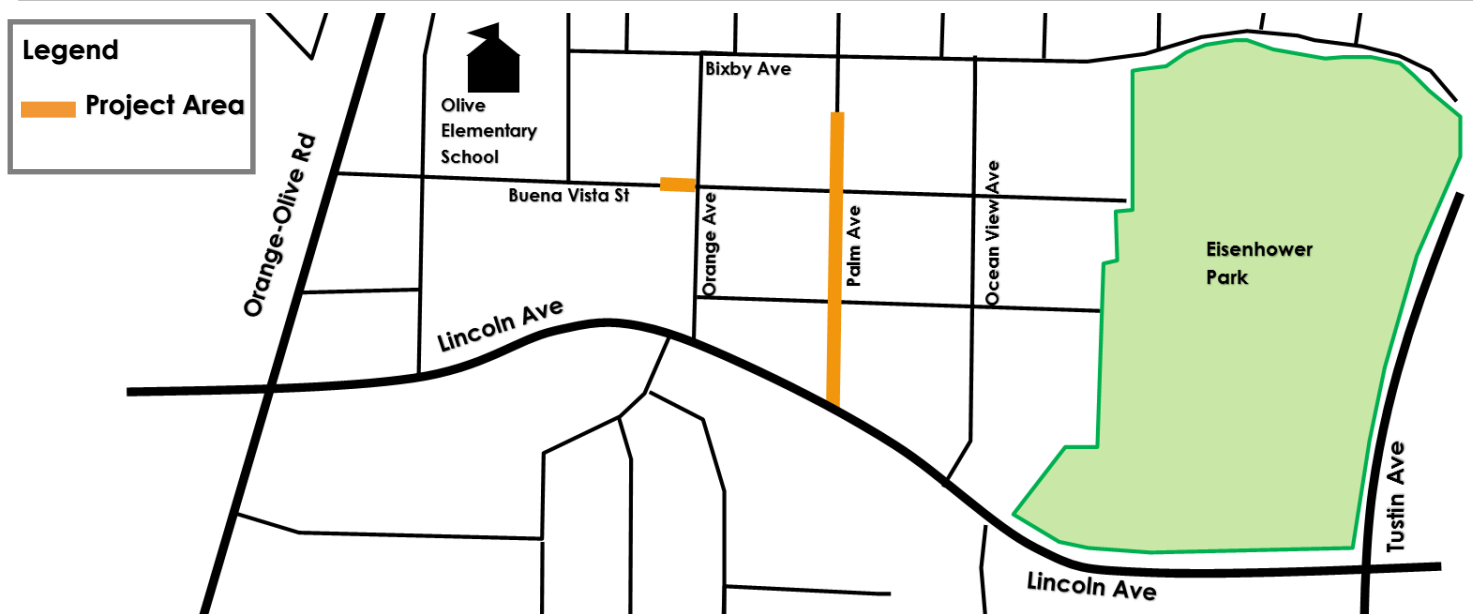 Legend
Project Area
Bixby Ave
Olive
Elementary
School
Orange-Olive Rd
Buena Vista St
Orange Ave
Palm Ave
Ocean View Ave
Eisenhower
Park
Lincoln Ave
Tustin Ave
Lincoln Ave